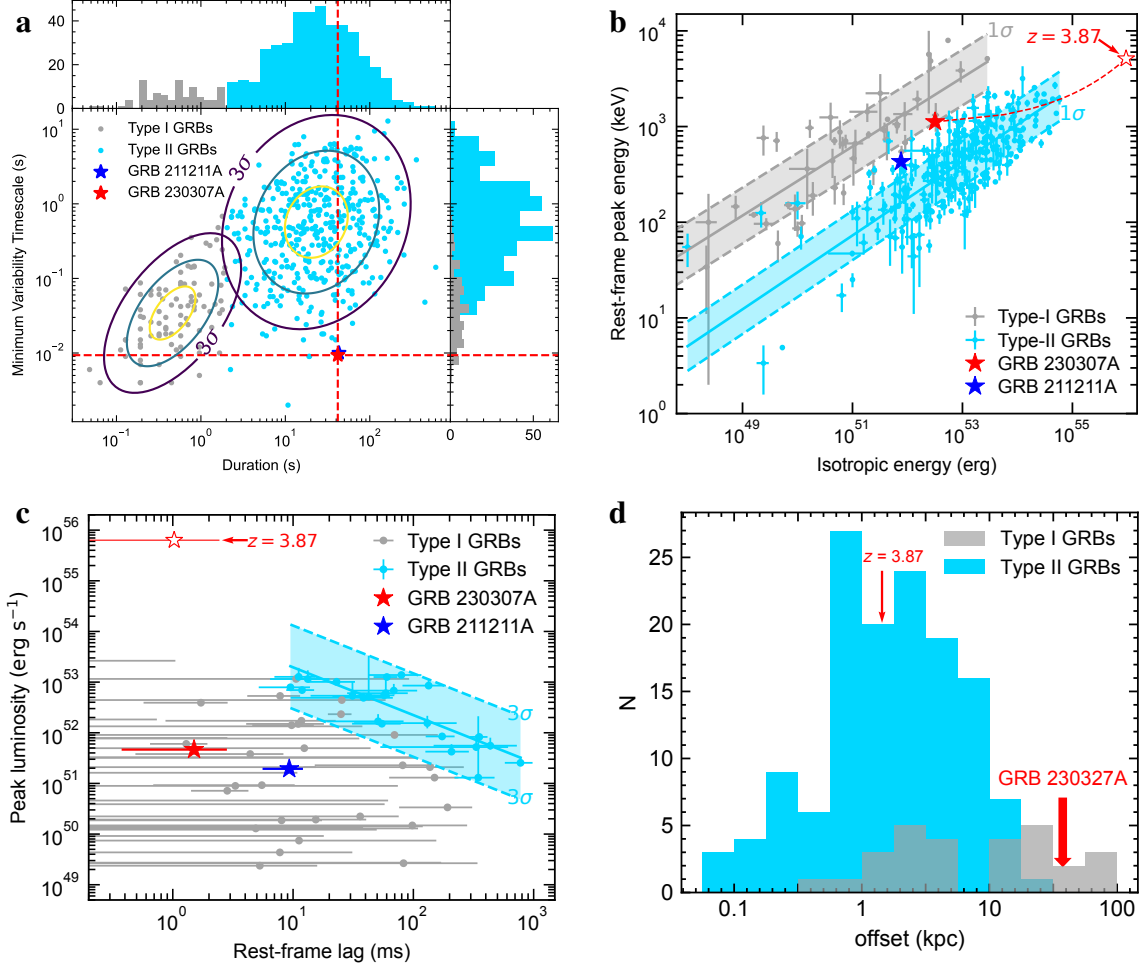 a
40
20
0
Type I GRBs
Type II GRBs
GRB 211211A
GRB 230307A
3σ
3σ
10¹
10⁰
10⁻¹
10⁻²
Minimum Variability Timescale (s)
10⁻¹
10⁰
10¹
10²
Duration (s)
0
50
b
10⁴
10³
10²
10¹
10⁰
Rest-frame peak energy (keV)
1σ
z = 3.87
1σ
Type-I GRBs
Type-II GRBs
GRB 230307A
GRB 211211A
10⁴⁹
10⁵¹
10⁵³
10⁵⁵
Isotropic energy (erg)
c
10⁵⁶
10⁵⁵
10⁵⁴
10⁵³
10⁵²
10⁵¹
10⁵⁰
10⁴⁹
Peak luminosity (erg s⁻¹)
z = 3.87
Type I GRBs
Type II GRBs
GRB 230307A
GRB 211211A
3σ
3σ
10⁰
10¹
10²
10³
Rest-frame lag (ms)
d
25
20
15
10
5
0
N
Type I GRBs
Type II GRBs
z = 3.87
GRB 230327A
0.1
1
10
100
offset (kpc)